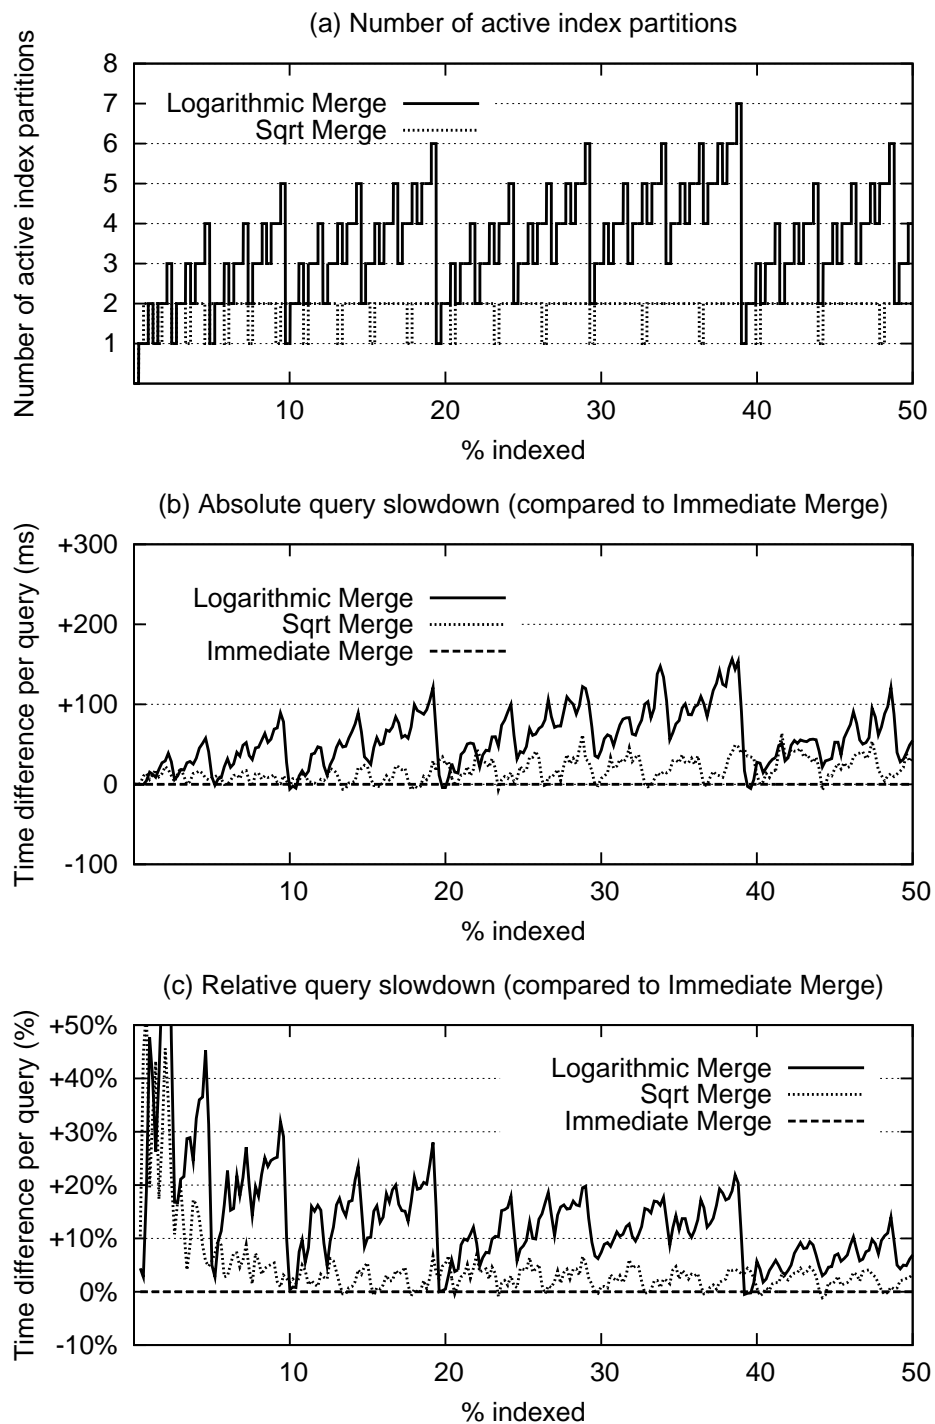 (a) Number of active index partitions
Number of active index partitions
8
7
6
5
4
3
2
1
Logarithmic Merge
Sqrt Merge
10
20
30
40
50
% indexed
(b) Absolute query slowdown (compared to Immediate Merge)
Time difference per query (ms)
+300
+200
+100
0
-100
Logarithmic Merge
Sqrt Merge
Immediate Merge
10
20
30
40
50
% indexed
(c) Relative query slowdown (compared to Immediate Merge)
Time difference per query (%)
+50%
+40%
+30%
+20%
+10%
0%
-10%
Logarithmic Merge
Sqrt Merge
Immediate Merge
10
20
30
40
50
% indexed